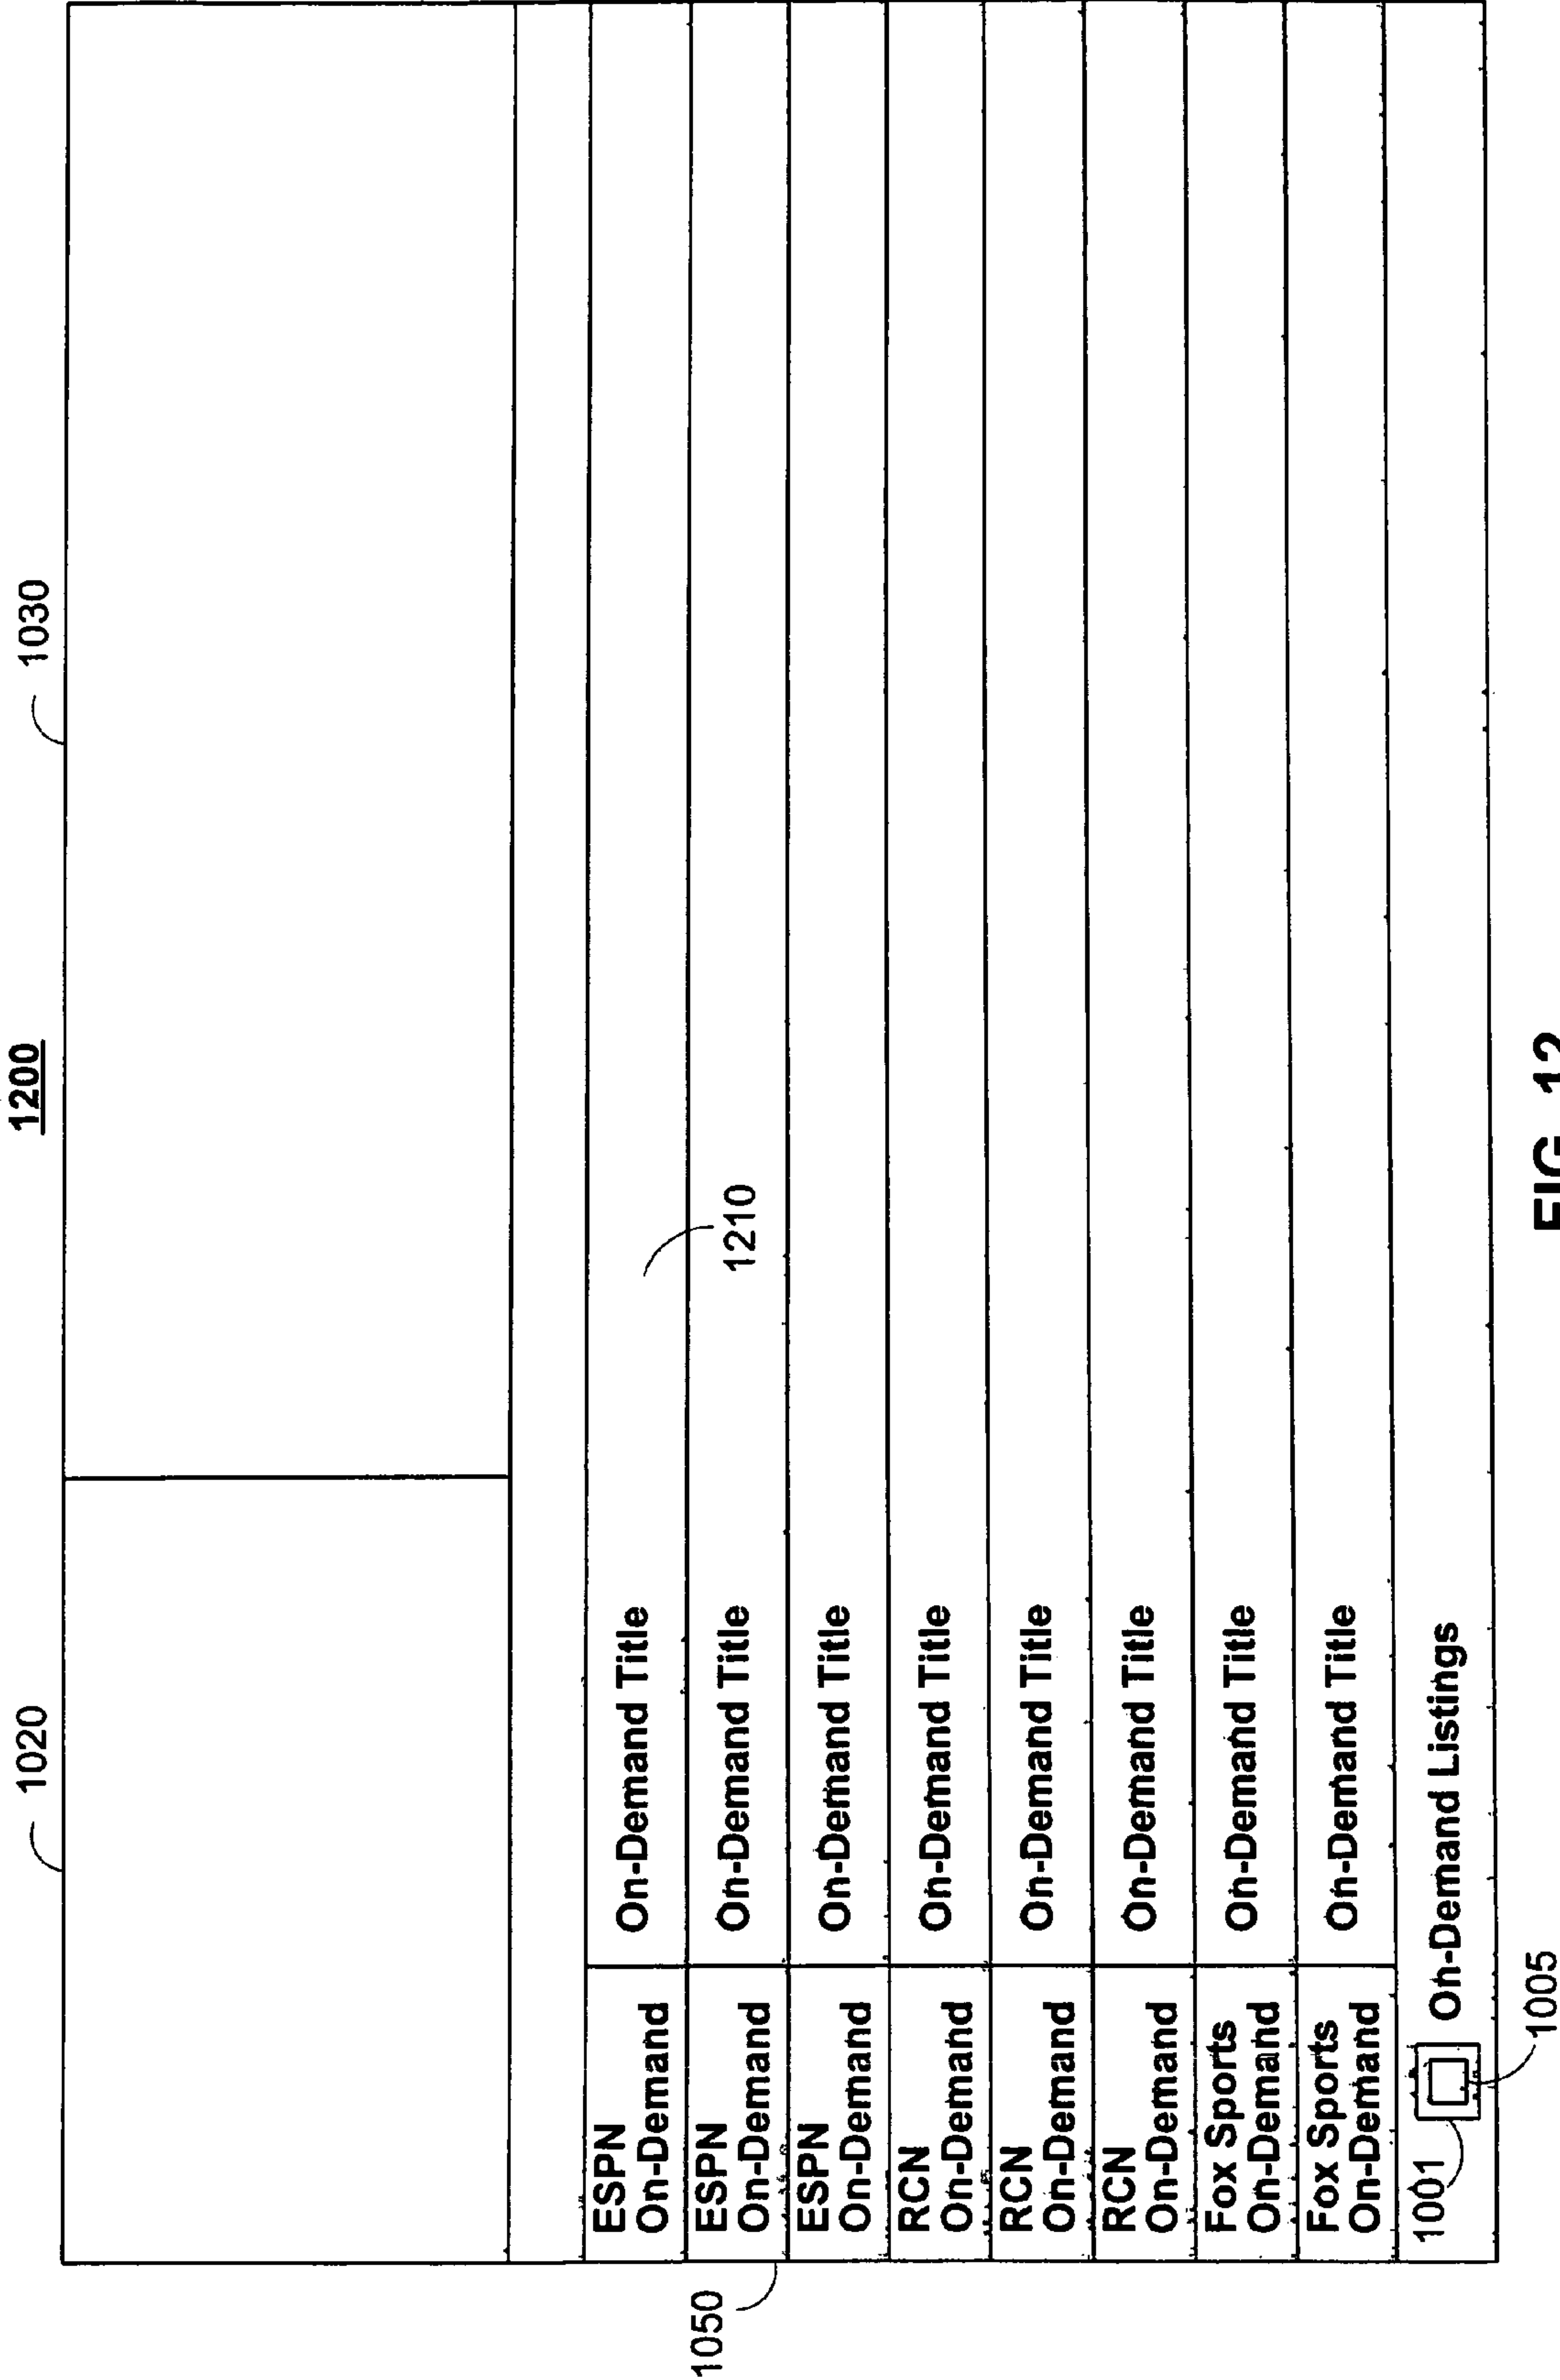 1200
1020
1030
ESPN
On-Demand
On-Demand Title
1210
ESPN
On-Demand
On-Demand Title
1050
ESPN
On-Demand
On-Demand Title
RCN
On-Demand
On-Demand Title
RCN
On-Demand
On-Demand Title
RCN
On-Demand
On-Demand Title
Fox Sports
On-Demand
On-Demand Title
Fox Sports
On-Demand
On-Demand Title
1001
On-Demand Listings
1005
FIG. 12